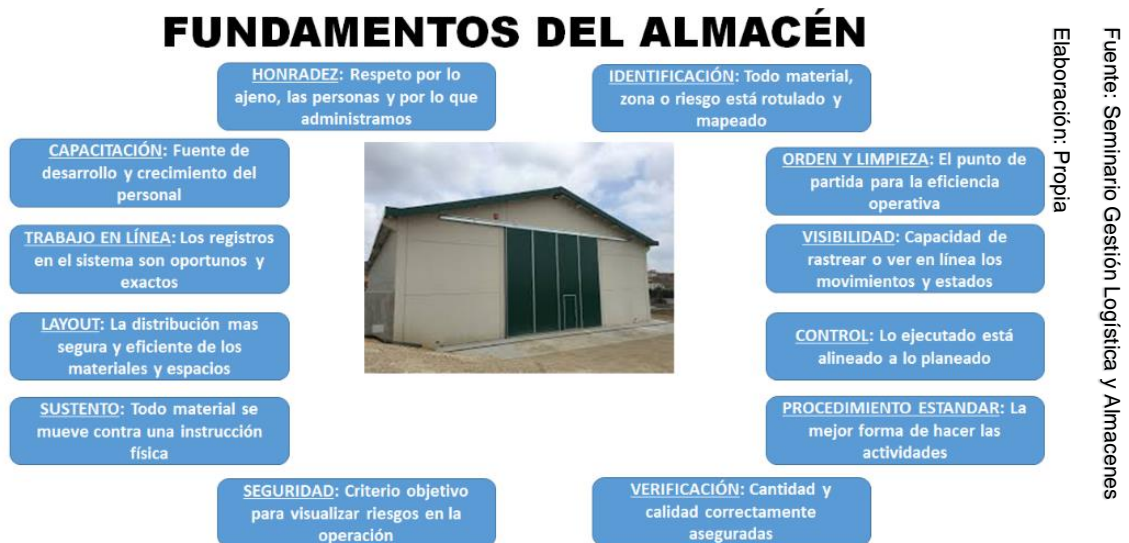 FUNDAMENTOS DEL ALMACÉN
HONRADEZ: Respeto por lo
ajeno, las personas y por lo que
administramos
IDENTIFICACIÓN: Todo material,
zona o riesgo está rotulado y
mapeado
CAPACITACIÓN: Fuente de
desarrollo y crecimiento del
personal
ORDEN Y LIMPIEZA: El punto de
partida para la eficiencia
operativa
TRABAJO EN LÍNEA: Los registros
en el sistema son oportunos y
exactos
VISIBILIDAD: Capacidad de
rastrear o ver en línea los
movimientos y estados
LAYOUT: La distribución mas
segura y eficiente de los
materiales y espacios
CONTROL: Lo ejecutado está
alineado a lo planeado
SUSTENTO: Todo material se
mueve contra una instrucción
física
PROCEDIMIENTO ESTANDAR: La
mejor forma de hacer las
actividades
SEGURIDAD: Criterio objetivo
para visualizar riesgos en la
operación
VERIFICACIÓN: Cantidad y
calidad correctamente
aseguradas
Fuente: Seminario Gestión Logística y Almacenes
Elaboración: Propia